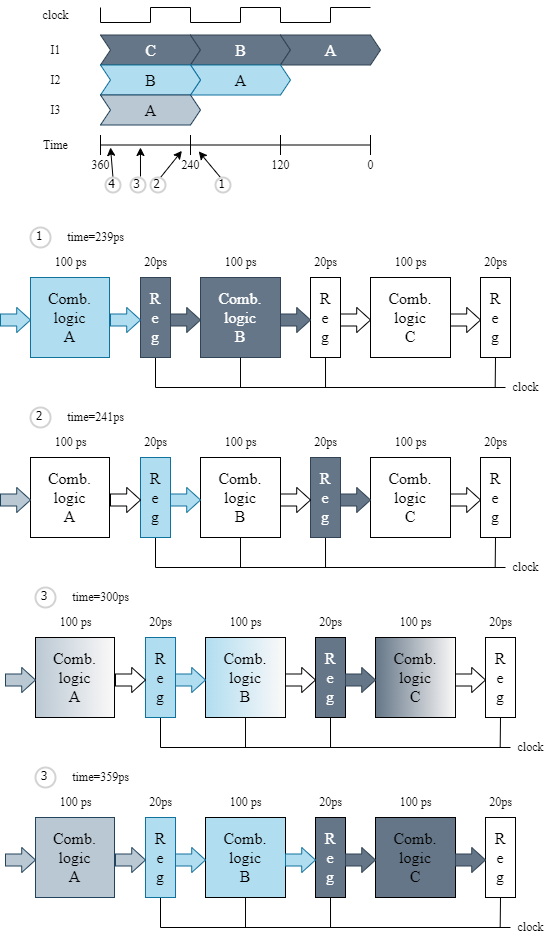 clock
I1 C B A
I2 B A
I3 A
Time
360 240 120 0
4 3 2 1
1 time=239ps
100 ps 20ps 100 ps 20ps 100 ps 20ps
Comb. logic A
R e g
Comb. logic B
R e g
Comb. logic C
R e g
clock
2 time=241ps
100 ps 20ps 100 ps 20ps 100 ps 20ps
Comb. logic A
R e g
Comb. logic B
R e g
Comb. logic C
R e g
clock
3 time=300ps
100 ps 20ps 100 ps 20ps 100 ps 20ps
Comb. logic A
R e g
Comb. logic B
R e g
Comb. logic C
R e g
clock
3 time=359ps
100 ps 20ps 100 ps 20ps 100 ps 20ps
Comb. logic A
R e g
Comb. logic B
R e g
Comb. logic C
R e g
clock